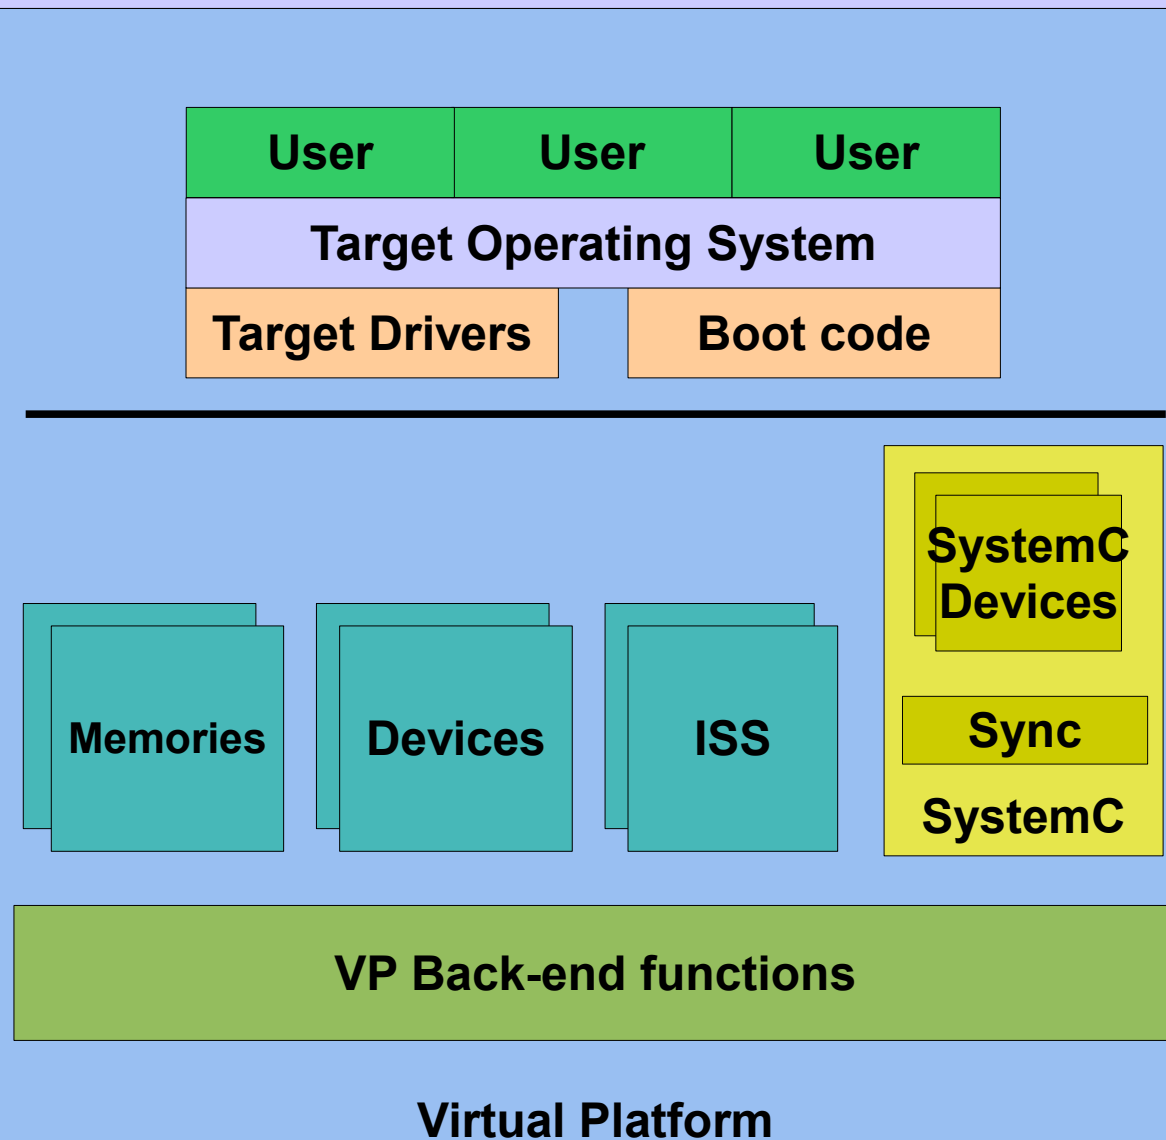 User User User
Target Operating System
Target Drivers Boot code
SystemC
Devices
Memories Devices ISS Sync
SystemC
VP Back-end functions
Virtual Platform